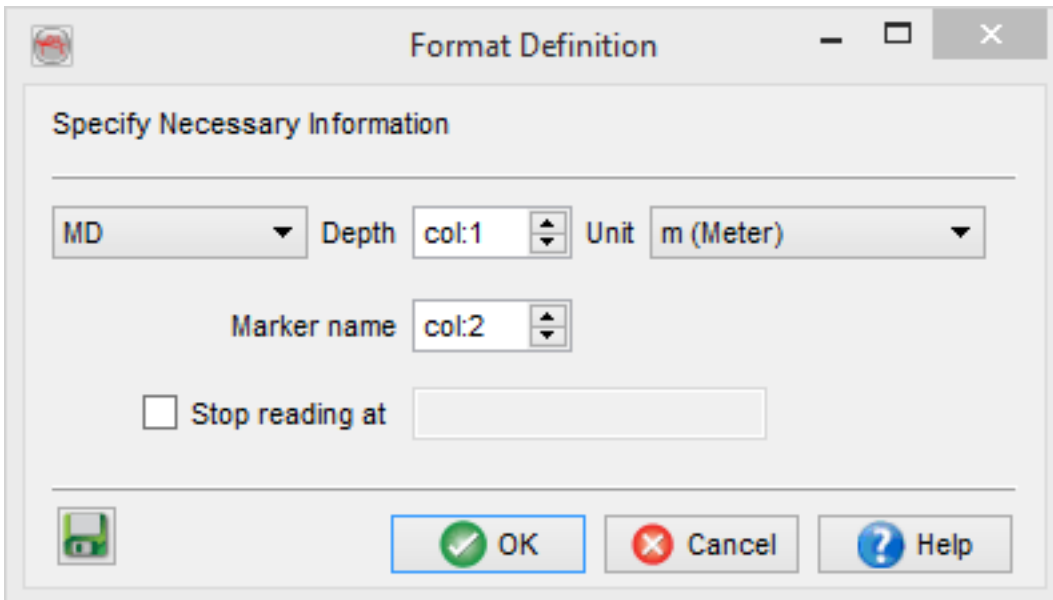 Format Definition
Specify Necessary Information
MD Depth col:1 Unit m (Meter)
Marker name col:2
Stop reading at
OK Cancel Help